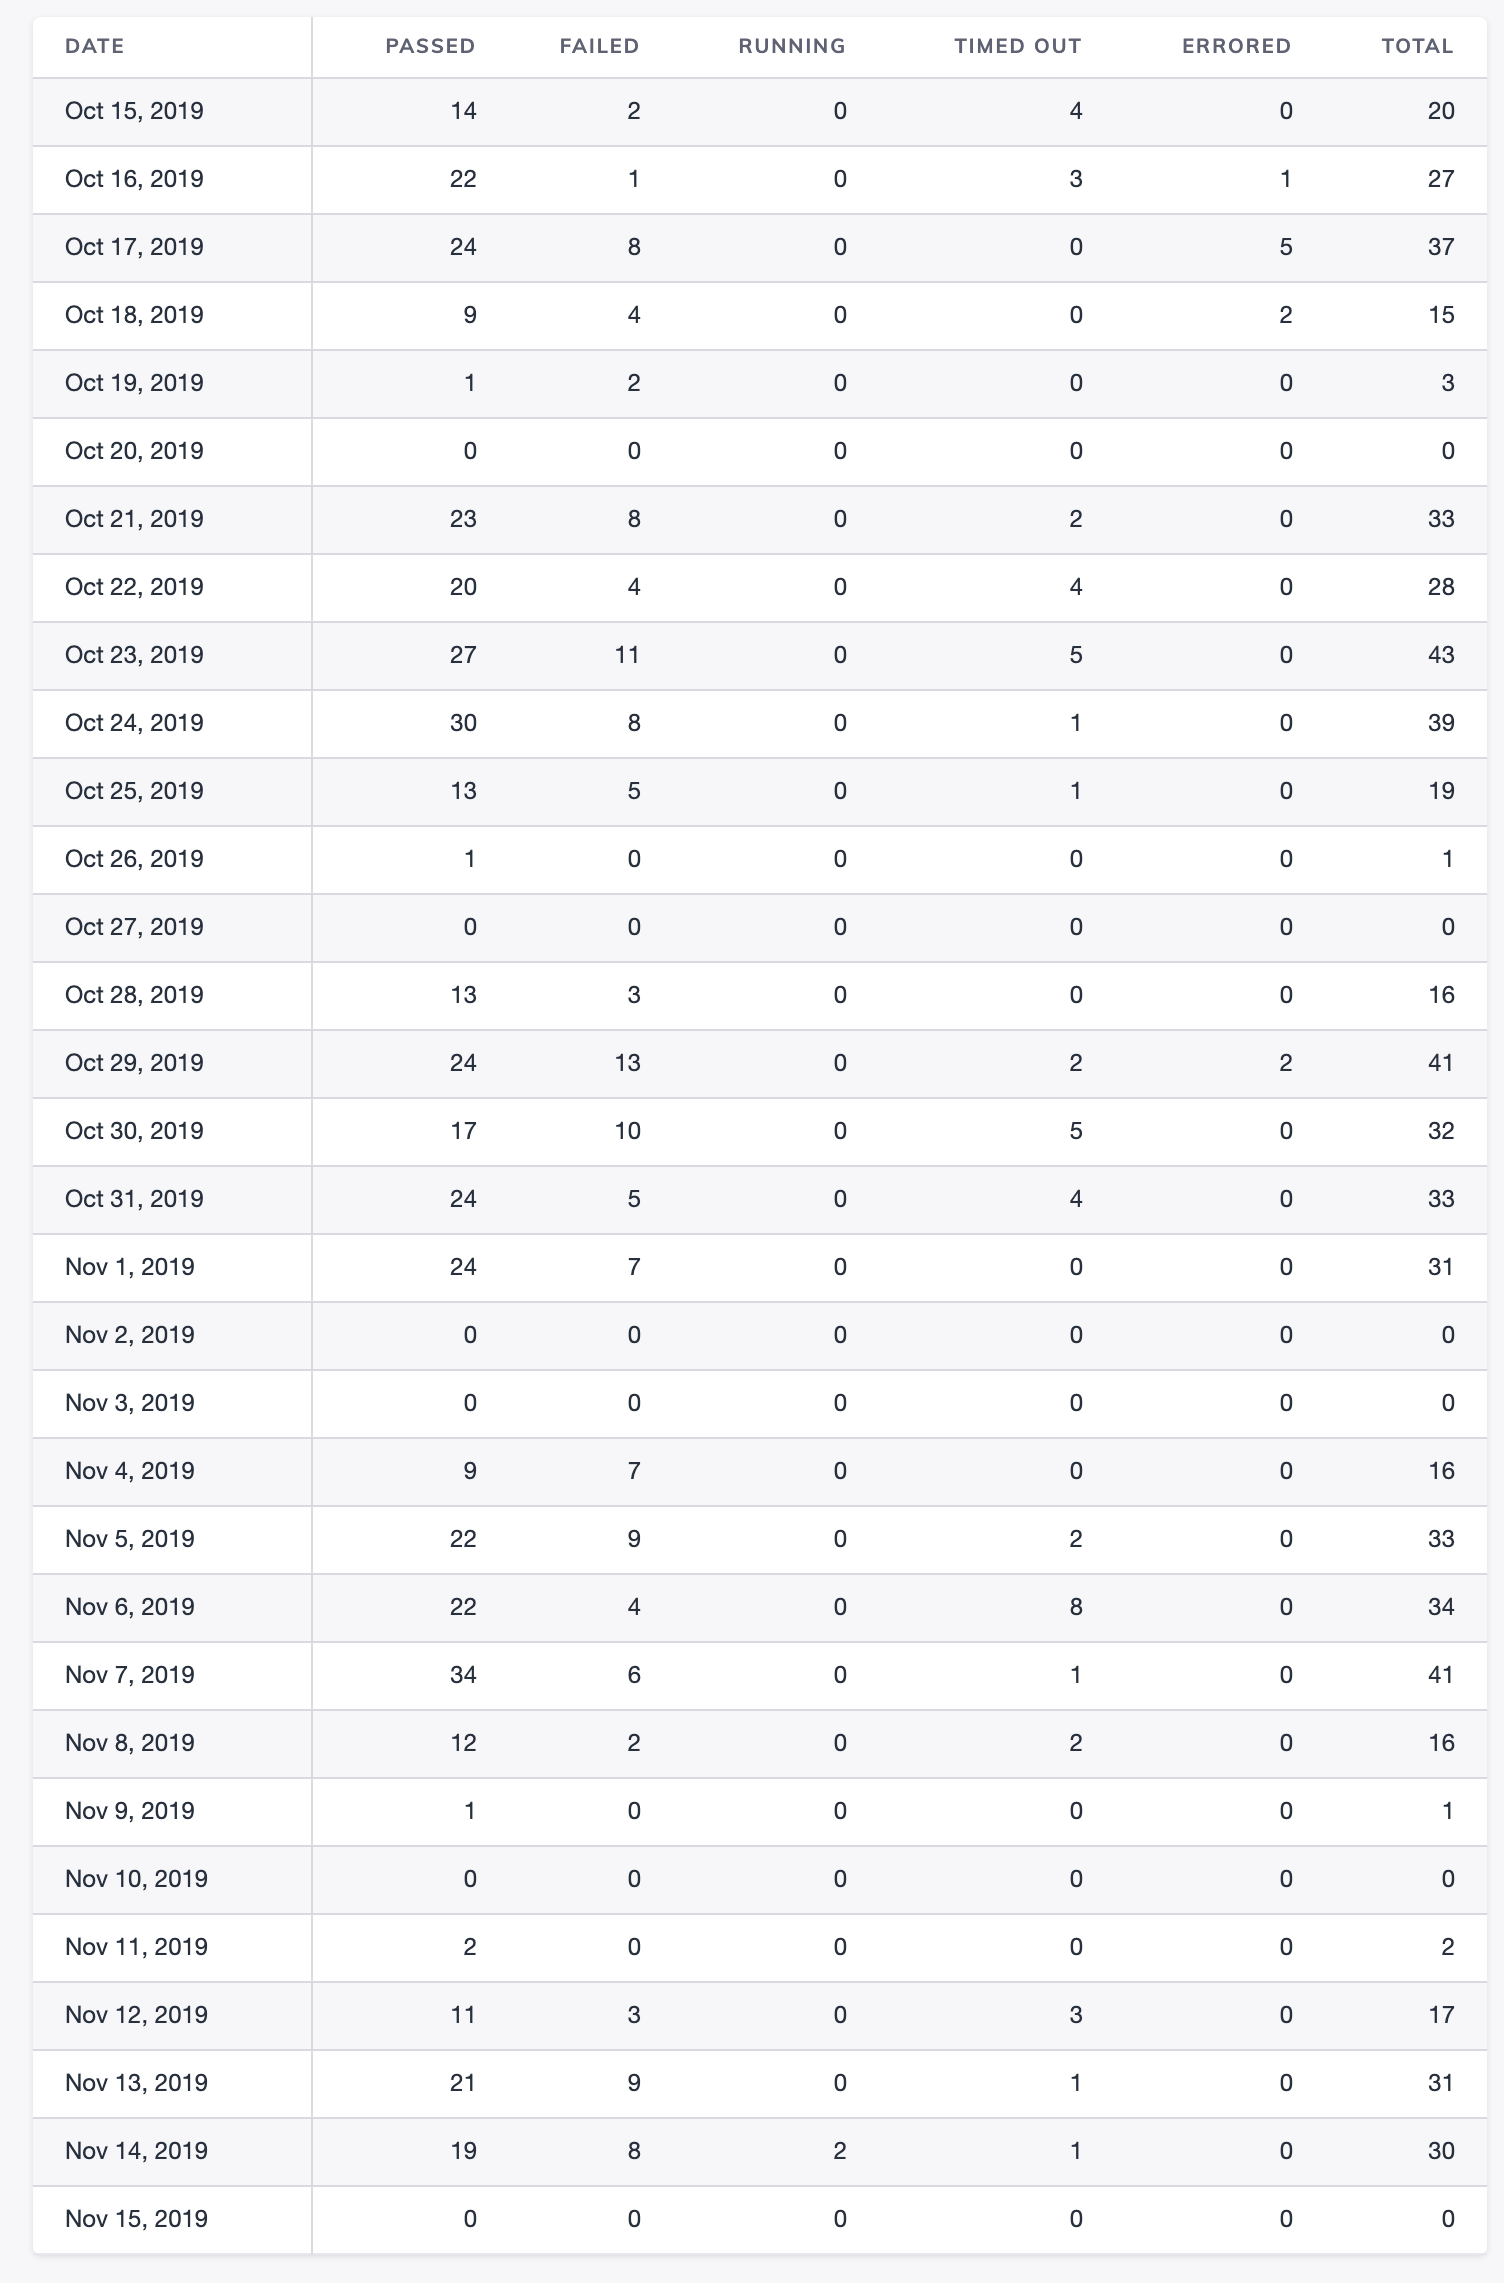 DATE PASSED FAILED RUNNING TIMED OUT ERRORED TOTAL
Oct 15, 2019 14 2 0 4 0 20
Oct 16, 2019 22 1 0 3 1 27
Oct 17, 2019 24 8 0 0 5 37
Oct 18, 2019 9 4 0 0 2 15
Oct 19, 2019 1 2 0 0 0 3
Oct 20, 2019 0 0 0 0 0 0
Oct 21, 2019 23 8 0 2 0 33
Oct 22, 2019 20 4 0 4 0 28
Oct 23, 2019 27 11 0 5 0 43
Oct 24, 2019 30 8 0 1 0 39
Oct 25, 2019 13 5 0 1 0 19
Oct 26, 2019 1 0 0 0 0 1
Oct 27, 2019 0 0 0 0 0 0
Oct 28, 2019 13 3 0 0 0 16
Oct 29, 2019 24 13 0 2 2 41
Oct 30, 2019 17 10 0 5 0 32
Oct 31, 2019 24 5 0 4 0 33
Nov 1, 2019 24 7 0 0 0 31
Nov 2, 2019 0 0 0 0 0 0
Nov 3, 2019 0 0 0 0 0 0
Nov 4, 2019 9 7 0 0 0 16
Nov 5, 2019 22 9 0 2 0 33
Nov 6, 2019 22 4 0 8 0 34
Nov 7, 2019 34 6 0 1 0 41
Nov 8, 2019 12 2 0 2 0 16
Nov 9, 2019 1 0 0 0 0 1
Nov 10, 2019 0 0 0 0 0 0
Nov 11, 2019 2 0 0 0 0 2
Nov 12, 2019 11 3 0 3 0 17
Nov 13, 2019 21 9 0 1 0 31
Nov 14, 2019 19 8 2 1 0 30
Nov 15, 2019 0 0 0 0 0 0